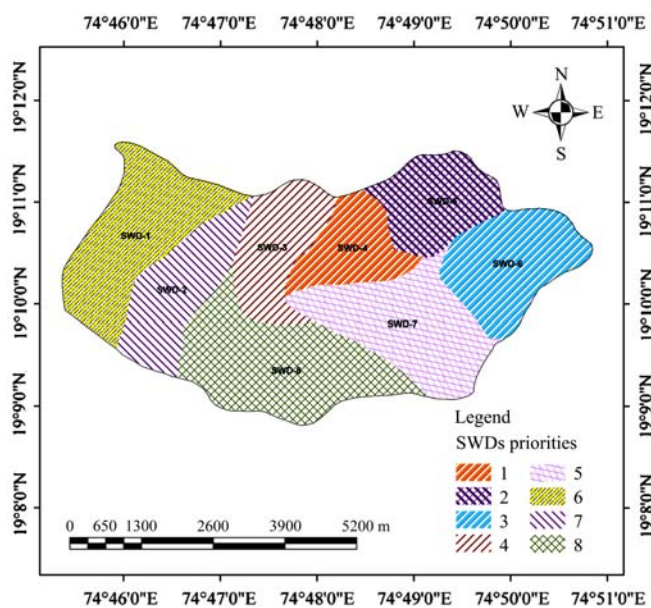 74°46'0"E 74°47'0"E 74°48'0"E 74°49'0"E 74°50'0"E 74°51'0"E
19°12'0"N 19°12'0"N
N
W E
S
19°11'0"N 19°11'0"N
SWD-1
SWD-2
SWD-3
SWD-4
SWD-5
SWD-6
19°10'0"N 19°10'0"N
SWD-7
SWD-8
19°9'0"N 19°9'0"N
Legend
SWDs priorities
1 5
2 6
3 7
4 8
19°8'0"N 19°8'0"N
0 650 1300 2600 3900 5200 m
74°46'0"E 74°47'0"E 74°48'0"E 74°49'0"E 74°50'0"E 74°51'0"E